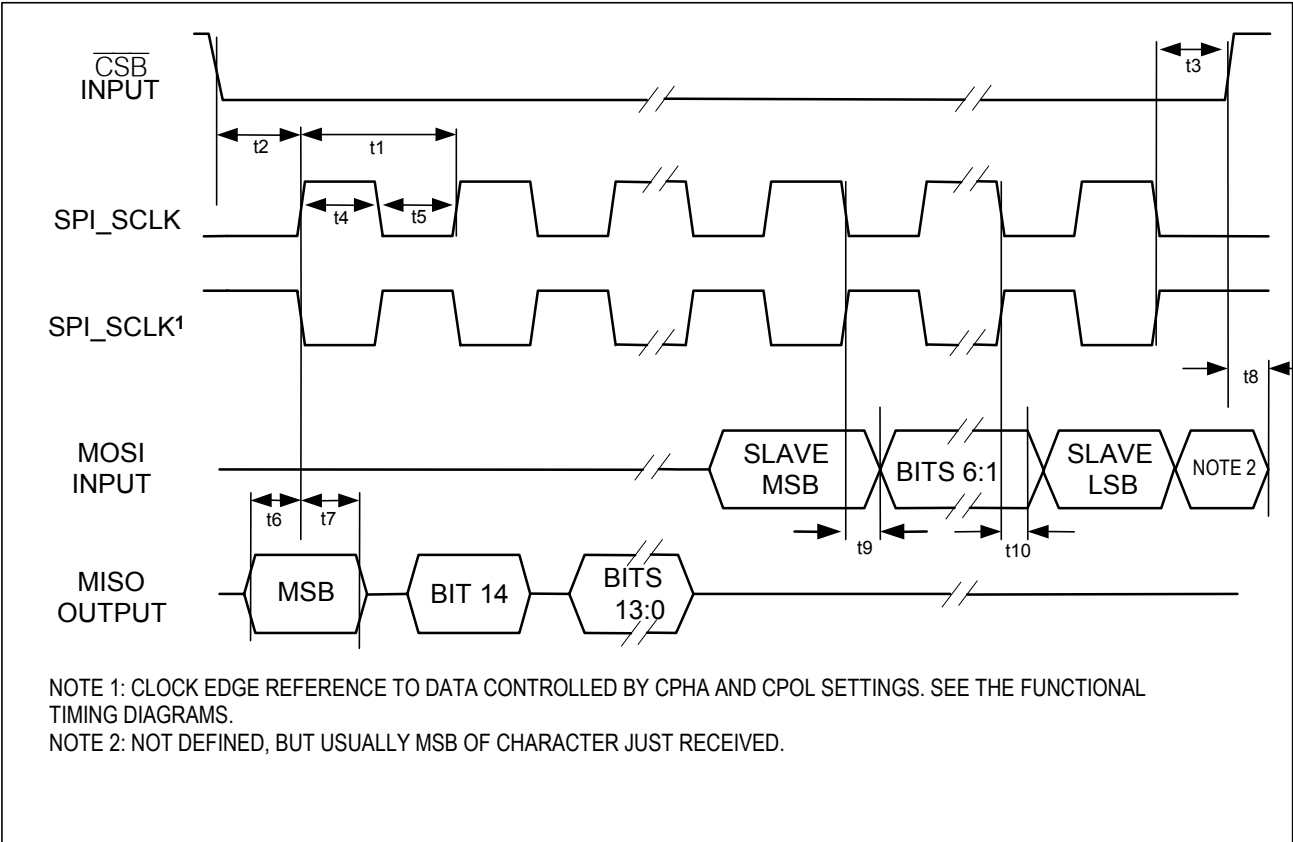 CSB
INPUT
t3
t2
t1
SPI_SCLK
t4
t5
SPI_SCLK¹
t8
MOSI
INPUT
SLAVE
MSB
BITS 6:1
SLAVE
LSB
NOTE 2
t6
t7
t9
t10
MISO
OUTPUT
MSB
BIT 14
BITS
13:0
NOTE 1: CLOCK EDGE REFERENCE TO DATA CONTROLLED BY CPHA AND CPOL SETTINGS. SEE THE FUNCTIONAL
TIMING DIAGRAMS.
NOTE 2: NOT DEFINED, BUT USUALLY MSB OF CHARACTER JUST RECEIVED.